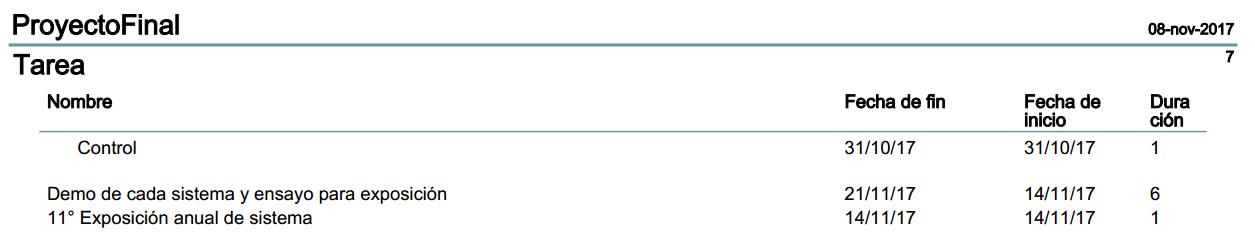 ProyectoFinal
08-nov-2017
Tarea
7
Nombre Fecha de fin Fecha de inicio Dura ción
Control 31/10/17 31/10/17 1
Demo de cada sistema y ensayo para exposición 21/11/17 14/11/17 6
11° Exposición anual de sistema 14/11/17 14/11/17 1